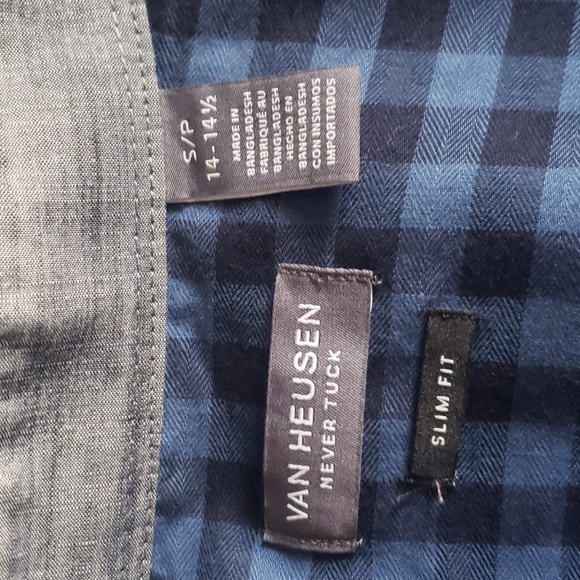 S/P
14-14½
MADE IN
BANGLADESH
FABRIQUÉ AU
BANGLADESH
HECHO EN
BANGLADESH
CON INSUMOS
IMPORTADOS
VAN HEUSEN
NEVER TUCK
SLIM FIT